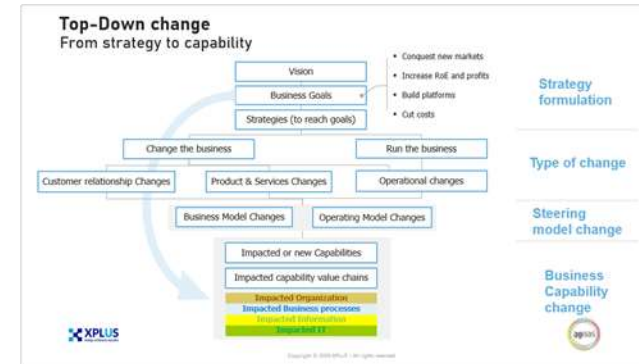 Top-Down change
From strategy to capability
Vision
Business Goals
Strategies (to reach goals)
• Conquest new markets
• Increase RoE and profits
• Build platforms
• Cut costs
Strategy
formulation
Change the business
Run the business
Customer relationship Changes
Product & Services Changes
Operational changes
Type of change
Business Model Changes
Operating Model Changes
Steering
model change
Impacted or new Capabilities
Impacted capability value chains
Impacted Organization
Impacted Business processes
Impacted Information
Impacted IT
Business
Capability
change
XPLUS